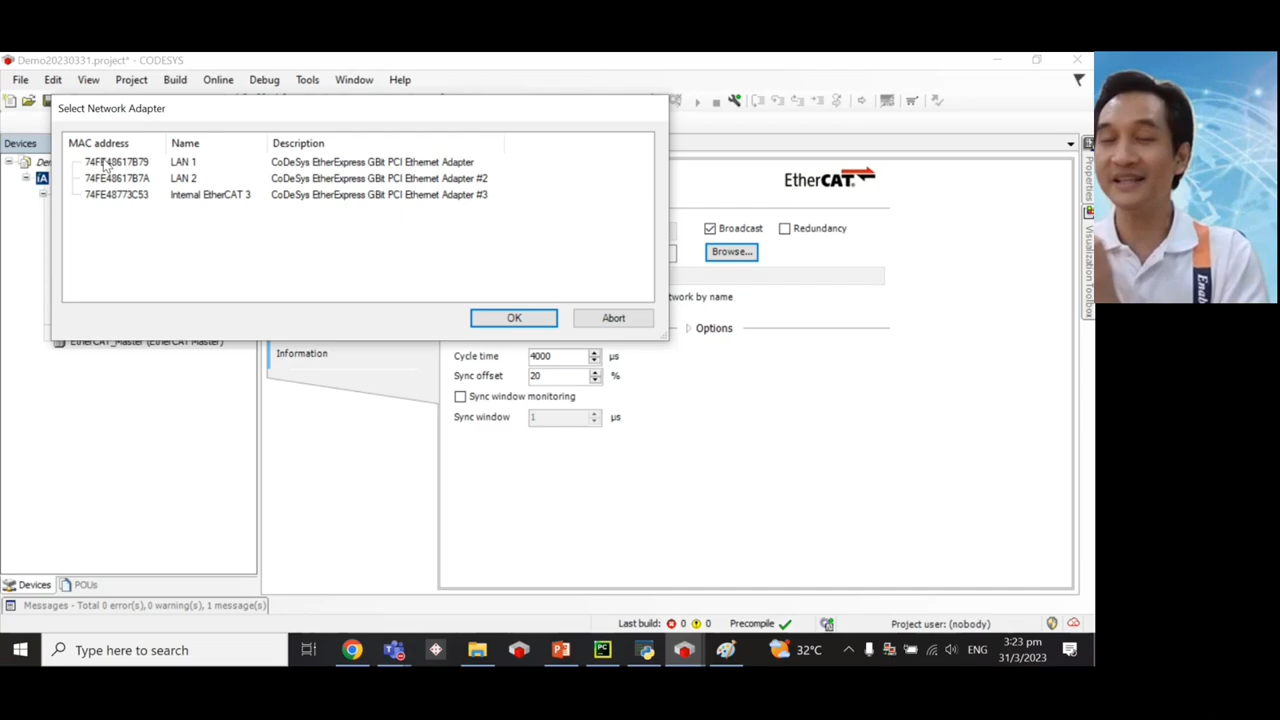 Demo20230331.project* - CODESYS
File Edit View Project Build Online Debug Tools Window Help
Select Network Adapter
Devices
MAC address Name Description
74FE48617B79 LAN 1 CoDeSys EtherExpress GBit PCI Ethernet Adapter
74FE48617B7A LAN 2 CoDeSys EtherExpress GBit PCI Ethernet Adapter #2
74FE48773C53 Internal EtherCAT 3 CoDeSys EtherExpress GBit PCI Ethernet Adapter #3
EtherCAT
Broadcast Redundancy
Browse...
work by name
OK Abort
Options
EtherCAT_Master (EtherCAT Master)
Information
Cycle time 4000 µs
Sync offset 20 %
Sync window monitoring
Sync window 1 µs
Properties
Visualization Toolbox
Enab
Devices POUs
Messages - Total 0 error(s), 0 warning(s), 1 message(s)
Last build: 0 0 Precompile Project user: (nobody)
Type here to search
32°C ENG 3:23 pm
31/3/2023